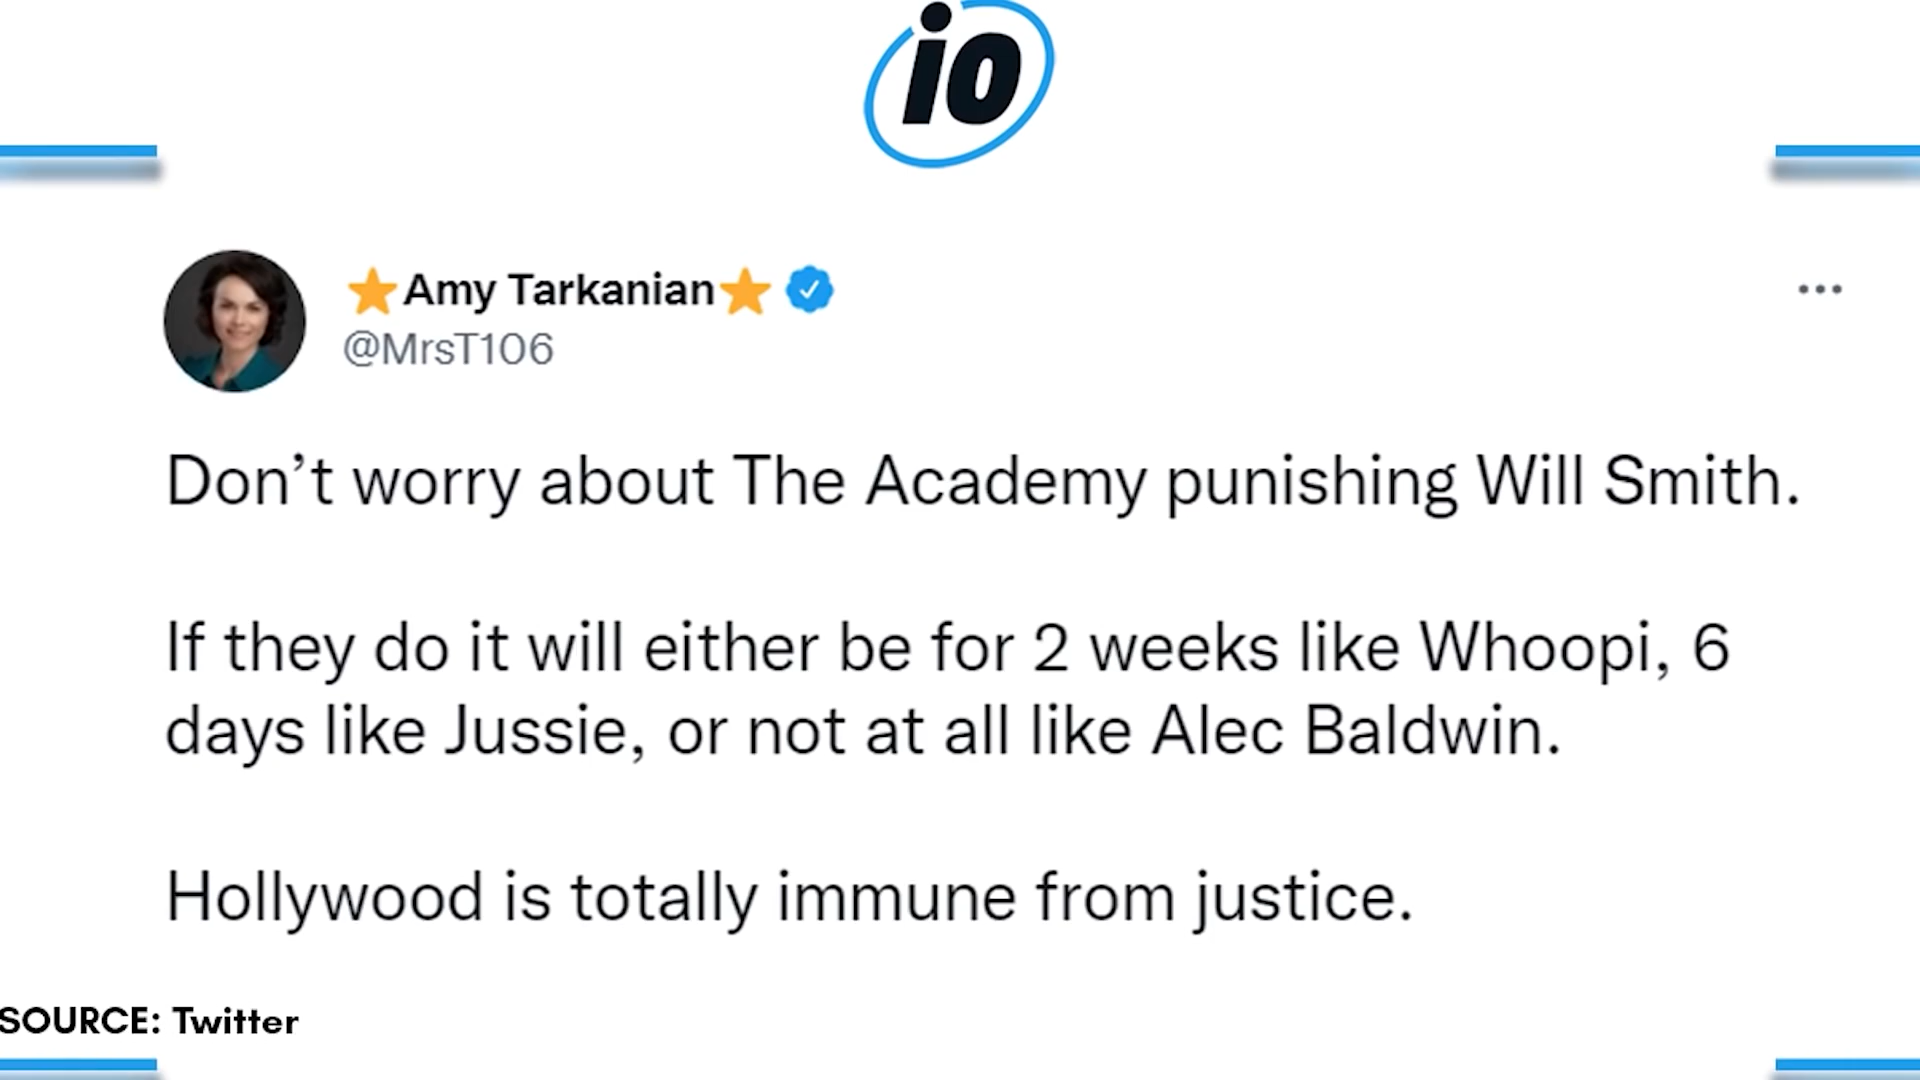 io
⭐Amy Tarkanian⭐
@MrsT106
Don’t worry about The Academy punishing Will Smith.
If they do it will either be for 2 weeks like Whoopi, 6
days like Jussie, or not at all like Alec Baldwin.
Hollywood is totally immune from justice.
SOURCE: Twitter